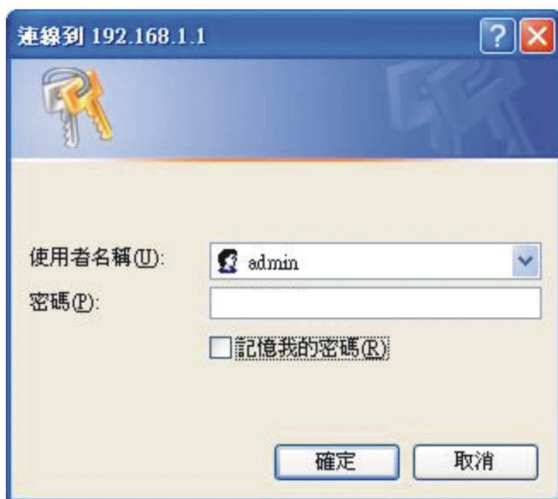 連線到 192.168.1.1
使用者名稱(U):
admin
密碼(P):
記憶我的密碼(R)
確定
取消